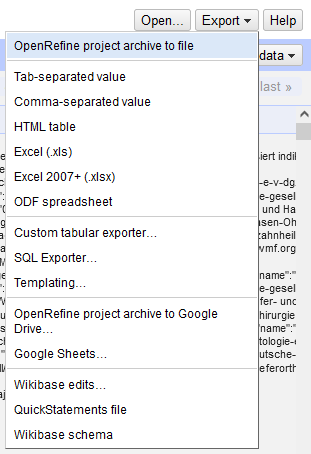 Open...
Export
Help
OpenRefine project archive to file
data
Tab-separated value
last »
Comma-separated value
HTML table
Excel (.xls)
Excel 2007+ (.xlsx)
ODF spreadsheet
Custom tabular exporter...
SQL Exporter...
Templating...
OpenRefine project archive to Google
Drive...
Google Sheets...
Wikibase edits...
QuickStatements file
Wikibase schema